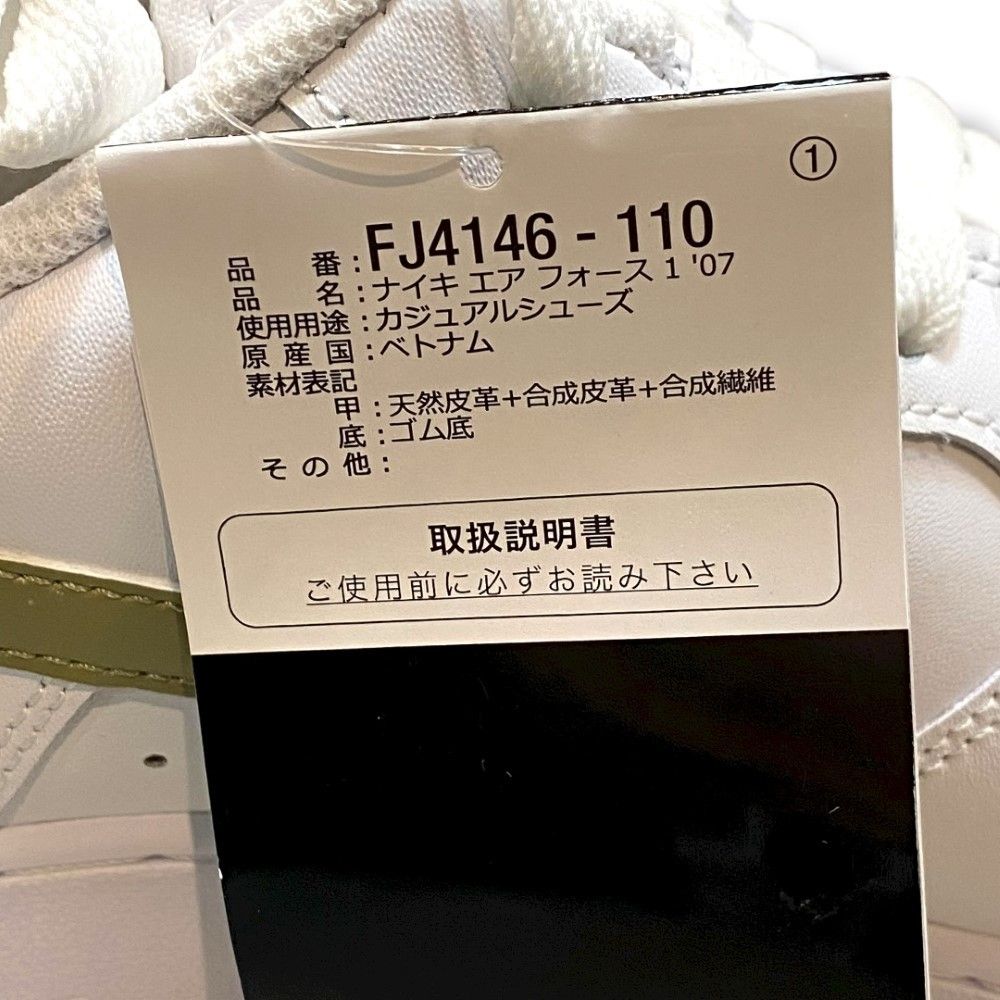 ①
品番:FJ4146 - 110
品名:ナイキ エア フォース 1 '07
使用用途:カジュアルシューズ
原産国:ベトナム
素材表記
甲:天然皮革+合成皮革+合成繊維
底:ゴム底
その他:
取扱説明書
ご使用前に必ずお読み下さい